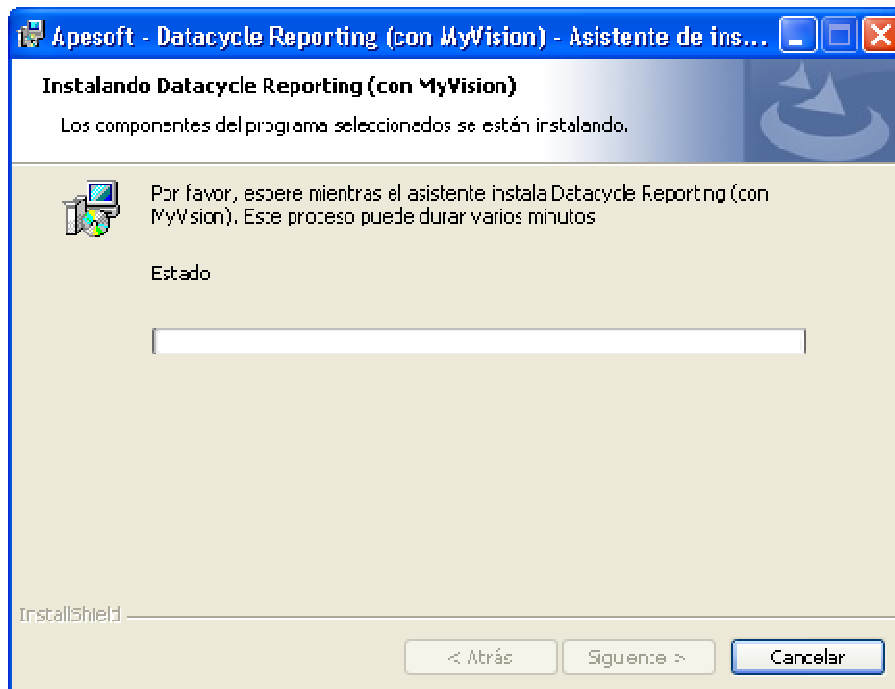 Apesoft - Datacycle Reporting (con MyVision) - Asistente de ins...
Instalando Datacycle Reporting (con MyVision)
Los componentes del programa seleccionados se están instalando.
Por favor, espere mientras el asistente instala Datacycle Reporting (con
MyVision). Este proceso puede durar varios minutos
Estado
InstallShield
< Atrás
Siguiente >
Cancelar